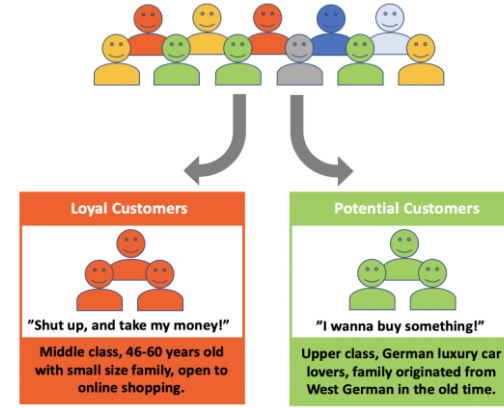 Loyal Customers
"Shut up, and take my money!"
Middle class, 46-60 years old
with small size family, open to
online shopping.
Potential Customers
"I wanna buy something!"
Upper class, German luxury car
lovers, family originated from
West German in the old time.